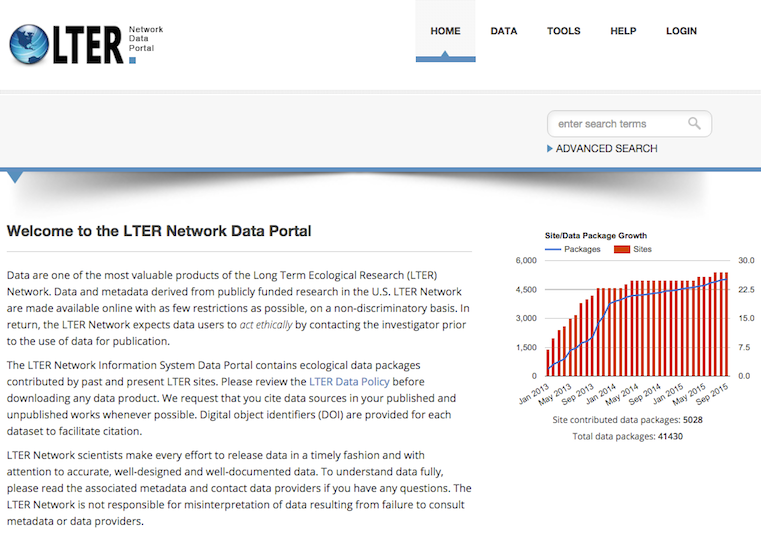 LTER Network
Data
Portal
HOME DATA TOOLS HELP LOGIN
enter search terms
ADVANCED SEARCH
Welcome to the LTER Network Data Portal
Data are one of the most valuable products of the Long Term Ecological Research (LTER)
Network. Data and metadata derived from publicly funded research in the U.S. LTER Network
are made available online with as few restrictions as possible, on a non-discriminatory basis. In
return, the LTER Network expects data users to act ethically by contacting the investigator prior
to the use of data for publication.
The LTER Network Information System Data Portal contains ecological data packages
contributed by past and present LTER sites. Please review the LTER Data Policy before
downloading any data product. We request that you cite data sources in your published and
unpublished works whenever possible. Digital object identifiers (DOI) are provided for each
dataset to facilitate citation.
LTER Network scientists make every effort to release data in a timely fashion and with
attention to accurate, well-designed and well-documented data. To understand data fully,
please read the associated metadata and contact data providers if you have any questions. The
LTER Network is not responsible for misinterpretation of data resulting from failure to consult
metadata or data providers.
Site/Data Package Growth
Packages Sites
6,000 30.0
4,500 22.5
3,000 15.0
1,500 7.5
0 0.0
Jan 2013 May 2013 Sep 2013 Jan 2014 May 2014 Sep 2014 Jan 2015 May 2015 Sep 2015
Site contributed data packages: 5028
Total data packages: 41430